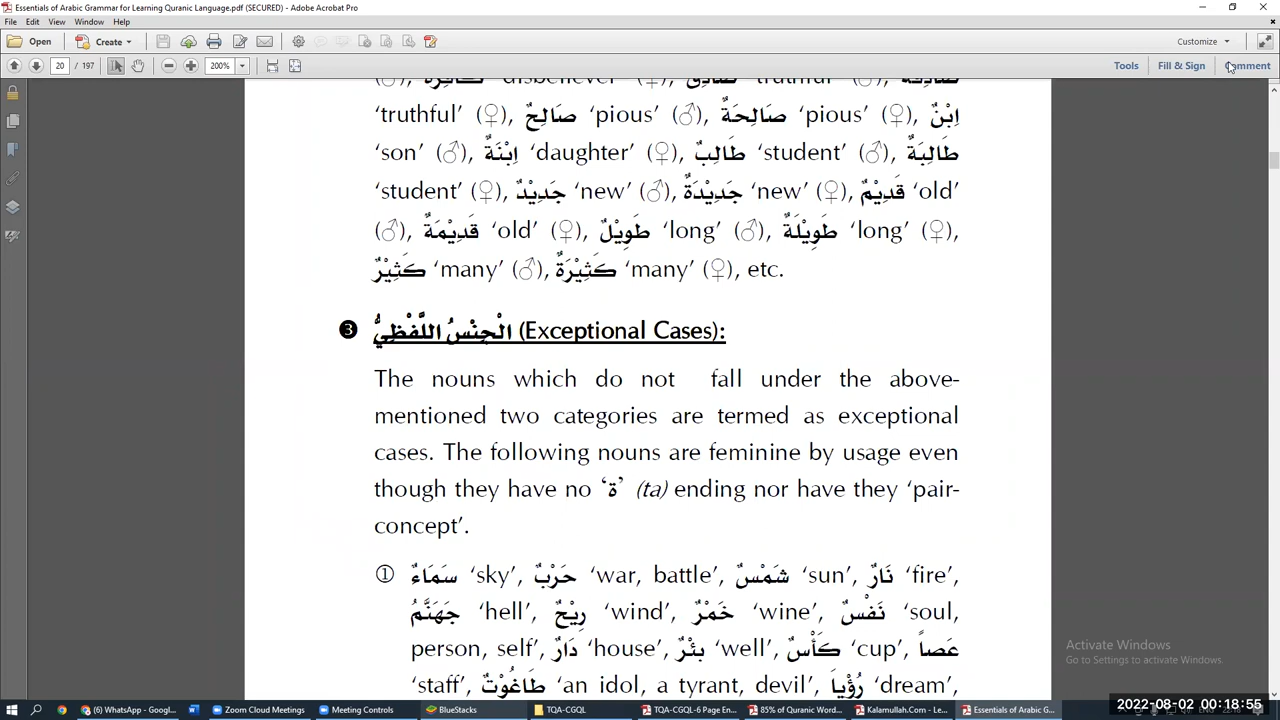 Essentials of Arabic Grammar for Learning Quranic Language.pdf (SECURED) - Adobe Acrobat Pro
File Edit View Window Help
Open Create Customize
20 / 197 200% Tools Fill & Sign Comment
'truthful' (♀), صَالِحٌ 'pious' (♂), صَالِحَةٌ 'pious' (♀), اِبْنٌ
'son' (♂), اِبْنَةٌ 'daughter' (♀), طَالِبٌ 'student' (♂), طَالِبَةٌ
'student' (♀), جَدِيْدٌ 'new' (♂), جَدِيْدَةٌ 'new' (♀), قَدِيْمٌ 'old'
(♂), قَدِيْمَةٌ 'old' (♀), طَوِيْلٌ 'long' (♂), طَوِيْلَةٌ 'long' (♀),
كَثِيْرٌ 'many' (♂), كَثِيْرَةٌ 'many' (♀), etc.
❸ الْجِنْسُ اللَّفْظِيُّ (Exceptional Cases):
The nouns which do not fall under the above-
mentioned two categories are termed as exceptional
cases. The following nouns are feminine by usage even
though they have no 'ة' (ta) ending nor have they 'pair-
concept'.
① سَمَاءٌ 'sky', حَرْبٌ 'war, battle', شَمْسٌ 'sun', نَارٌ 'fire',
جَهَنَّمُ 'hell', رِيْحٌ 'wind', خَمْرٌ 'wine', نَفْسٌ 'soul,
person, self', دَارٌ 'house', بِئْرٌ 'well', كَأْسٌ 'cup', عَصاً
'staff', طَاغُوْتٌ 'an idol, a tyrant, devil', رُؤْياَ 'dream',
Activate Windows
Go to Settings to activate Windows.
(6) WhatsApp - Googl... Zoom Cloud Meetings Meeting Controls BlueStacks TQA-CGQL TQA-CGQL-6 Page En... 85% of Quranic Word... Kalamullah.Com - Le... Essentials of Arabic Gr...
2022-08-02 00:18:55